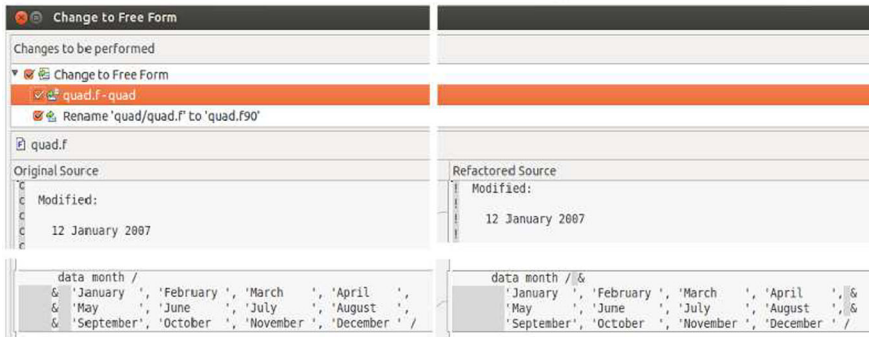 Change to Free Form
Changes to be performed
Change to Free Form
quad.f - quad
Rename 'quad/quad.f' to 'quad.f90'
quad.f
Original Source
c
c Modified:
c
c 12 January 2007
c
data month /
& 'January ', 'February ', 'March ', 'April ',
& 'May ', 'June ', 'July ', 'August ',
& 'September', 'October ', 'November ', 'December ' /
Refactored Source
! Modified:
!
! 12 January 2007
!
data month / &
'January ', 'February ', 'March ', 'April ', &
'May ', 'June ', 'July ', 'August ', &
'September', 'October ', 'November ', 'December ' /